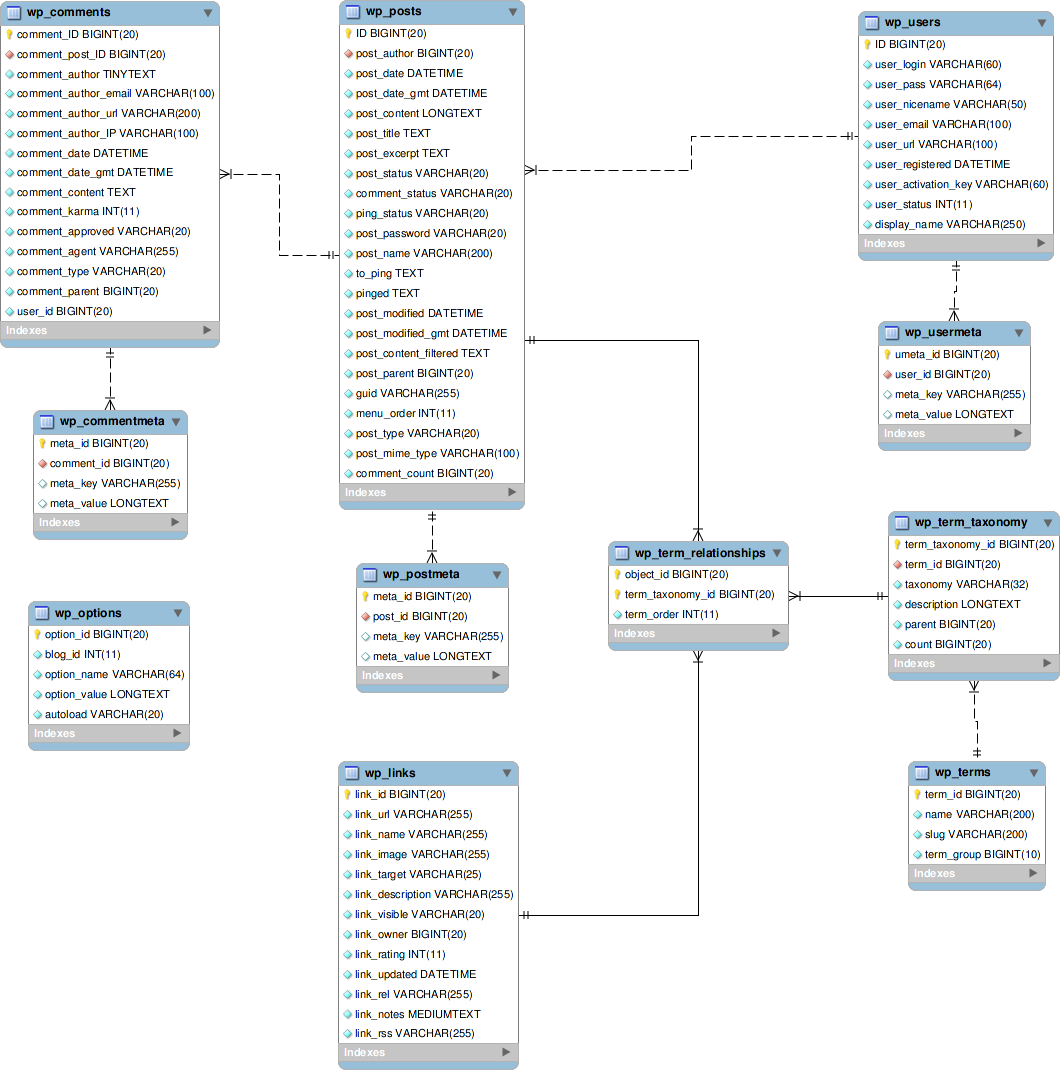 wp_comments
comment_ID BIGINT(20)
comment_post_ID BIGINT(20)
comment_author TINYTEXT
comment_author_email VARCHAR(100)
comment_author_url VARCHAR(200)
comment_author_IP VARCHAR(100)
comment_date DATETIME
comment_date_gmt DATETIME
comment_content TEXT
comment_karma INT(11)
comment_approved VARCHAR(20)
comment_agent VARCHAR(255)
comment_type VARCHAR(20)
comment_parent BIGINT(20)
user_id BIGINT(20)
Indexes
wp_posts
ID BIGINT(20)
post_author BIGINT(20)
post_date DATETIME
post_date_gmt DATETIME
post_content LONGTEXT
post_title TEXT
post_excerpt TEXT
post_status VARCHAR(20)
comment_status VARCHAR(20)
ping_status VARCHAR(20)
post_password VARCHAR(20)
post_name VARCHAR(200)
to_ping TEXT
pinged TEXT
post_modified DATETIME
post_modified_gmt DATETIME
post_content_filtered TEXT
post_parent BIGINT(20)
guid VARCHAR(255)
menu_order INT(11)
post_type VARCHAR(20)
post_mime_type VARCHAR(100)
comment_count BIGINT(20)
Indexes
wp_users
ID BIGINT(20)
user_login VARCHAR(60)
user_pass VARCHAR(64)
user_nicename VARCHAR(50)
user_email VARCHAR(100)
user_url VARCHAR(100)
user_registered DATETIME
user_activation_key VARCHAR(60)
user_status INT(11)
display_name VARCHAR(250)
Indexes
wp_usermeta
umeta_id BIGINT(20)
user_id BIGINT(20)
meta_key VARCHAR(255)
meta_value LONGTEXT
Indexes
wp_commentmeta
meta_id BIGINT(20)
comment_id BIGINT(20)
meta_key VARCHAR(255)
meta_value LONGTEXT
Indexes
wp_postmeta
meta_id BIGINT(20)
post_id BIGINT(20)
meta_key VARCHAR(255)
meta_value LONGTEXT
Indexes
wp_term_relationships
object_id BIGINT(20)
term_taxonomy_id BIGINT(20)
term_order INT(11)
Indexes
wp_term_taxonomy
term_taxonomy_id BIGINT(20)
term_id BIGINT(20)
taxonomy VARCHAR(32)
description LONGTEXT
parent BIGINT(20)
count BIGINT(20)
Indexes
wp_options
option_id BIGINT(20)
blog_id INT(11)
option_name VARCHAR(64)
option_value LONGTEXT
autoload VARCHAR(20)
Indexes
wp_links
link_id BIGINT(20)
link_url VARCHAR(255)
link_name VARCHAR(255)
link_image VARCHAR(255)
link_target VARCHAR(25)
link_description VARCHAR(255)
link_visible VARCHAR(20)
link_owner BIGINT(20)
link_rating INT(11)
link_updated DATETIME
link_rel VARCHAR(255)
link_notes MEDIUMTEXT
link_rss VARCHAR(255)
Indexes
wp_terms
term_id BIGINT(20)
name VARCHAR(200)
slug VARCHAR(200)
term_group BIGINT(10)
Indexes